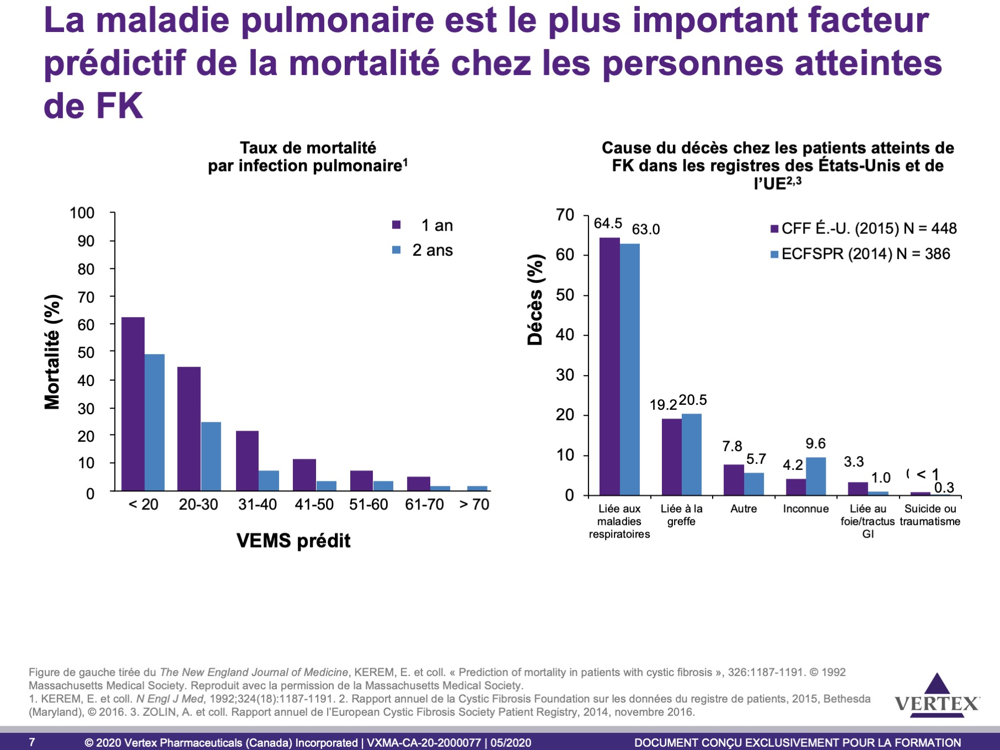 La maladie pulmonaire est le plus important facteur
prédictif de la mortalité chez les personnes atteintes
de FK
Taux de mortalité
par infection pulmonaire1
100
90
80
70
60
50
40
30
20
10
0
Mortalité (%)
1 an
2 ans
< 20
20-30
31-40
41-50
51-60
61-70
> 70
VEMS prédit
Cause du décès chez les patients atteints de
FK dans les registres des États-Unis et de
l’UE2,3
70
60
50
40
30
20
10
0
Décès (%)
CFF É.-U. (2015) N = 448
ECFSPR (2014) N = 386
64.5
63.0
19.2
20.5
7.8
5.7
4.2
9.6
3.3
1.0
< 1
0.3
Liée aux
maladies
respiratoires
Liée à la
greffe
Autre
Inconnue
Liée au
foie/tractus
GI
Suicide ou
traumatisme
Figure de gauche tirée du The New England Journal of Medicine, KEREM, E. et coll. « Prediction of mortality in patients with cystic fibrosis », 326:1187-1191. © 1992
Massachusetts Medical Society. Reproduit avec la permission de la Massachusetts Medical Society.
1. KEREM, E. et coll. N Engl J Med, 1992;324(18):1187-1191. 2. Rapport annuel de la Cystic Fibrosis Foundation sur les données du registre de patients, 2015, Bethesda
(Maryland), © 2016. 3. ZOLIN, A. et coll. Rapport annuel de l’European Cystic Fibrosis Society Patient Registry, 2014, novembre 2016.
VERTEX
7
© 2020 Vertex Pharmaceuticals (Canada) Incorporated | VXMA-CA-20-2000077 | 05/2020
DOCUMENT CONÇU EXCLUSIVEMENT POUR LA FORMATION